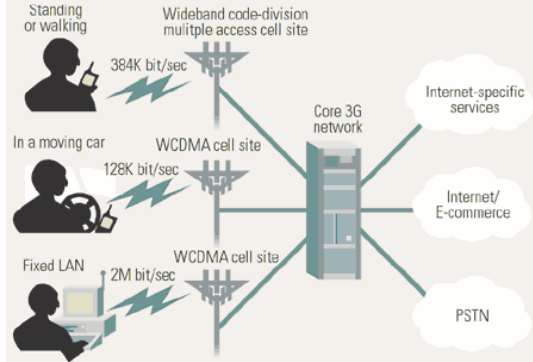 Standing
or walking
384K bit/sec
Wideband code-division
mulitple access cell site
In a moving car
128K bit/sec
WCDMA cell site
Fixed LAN
2M bit/sec
WCDMA cell site
Core 3G
network
Internet-specific
services
Internet/
E-commerce
PSTN